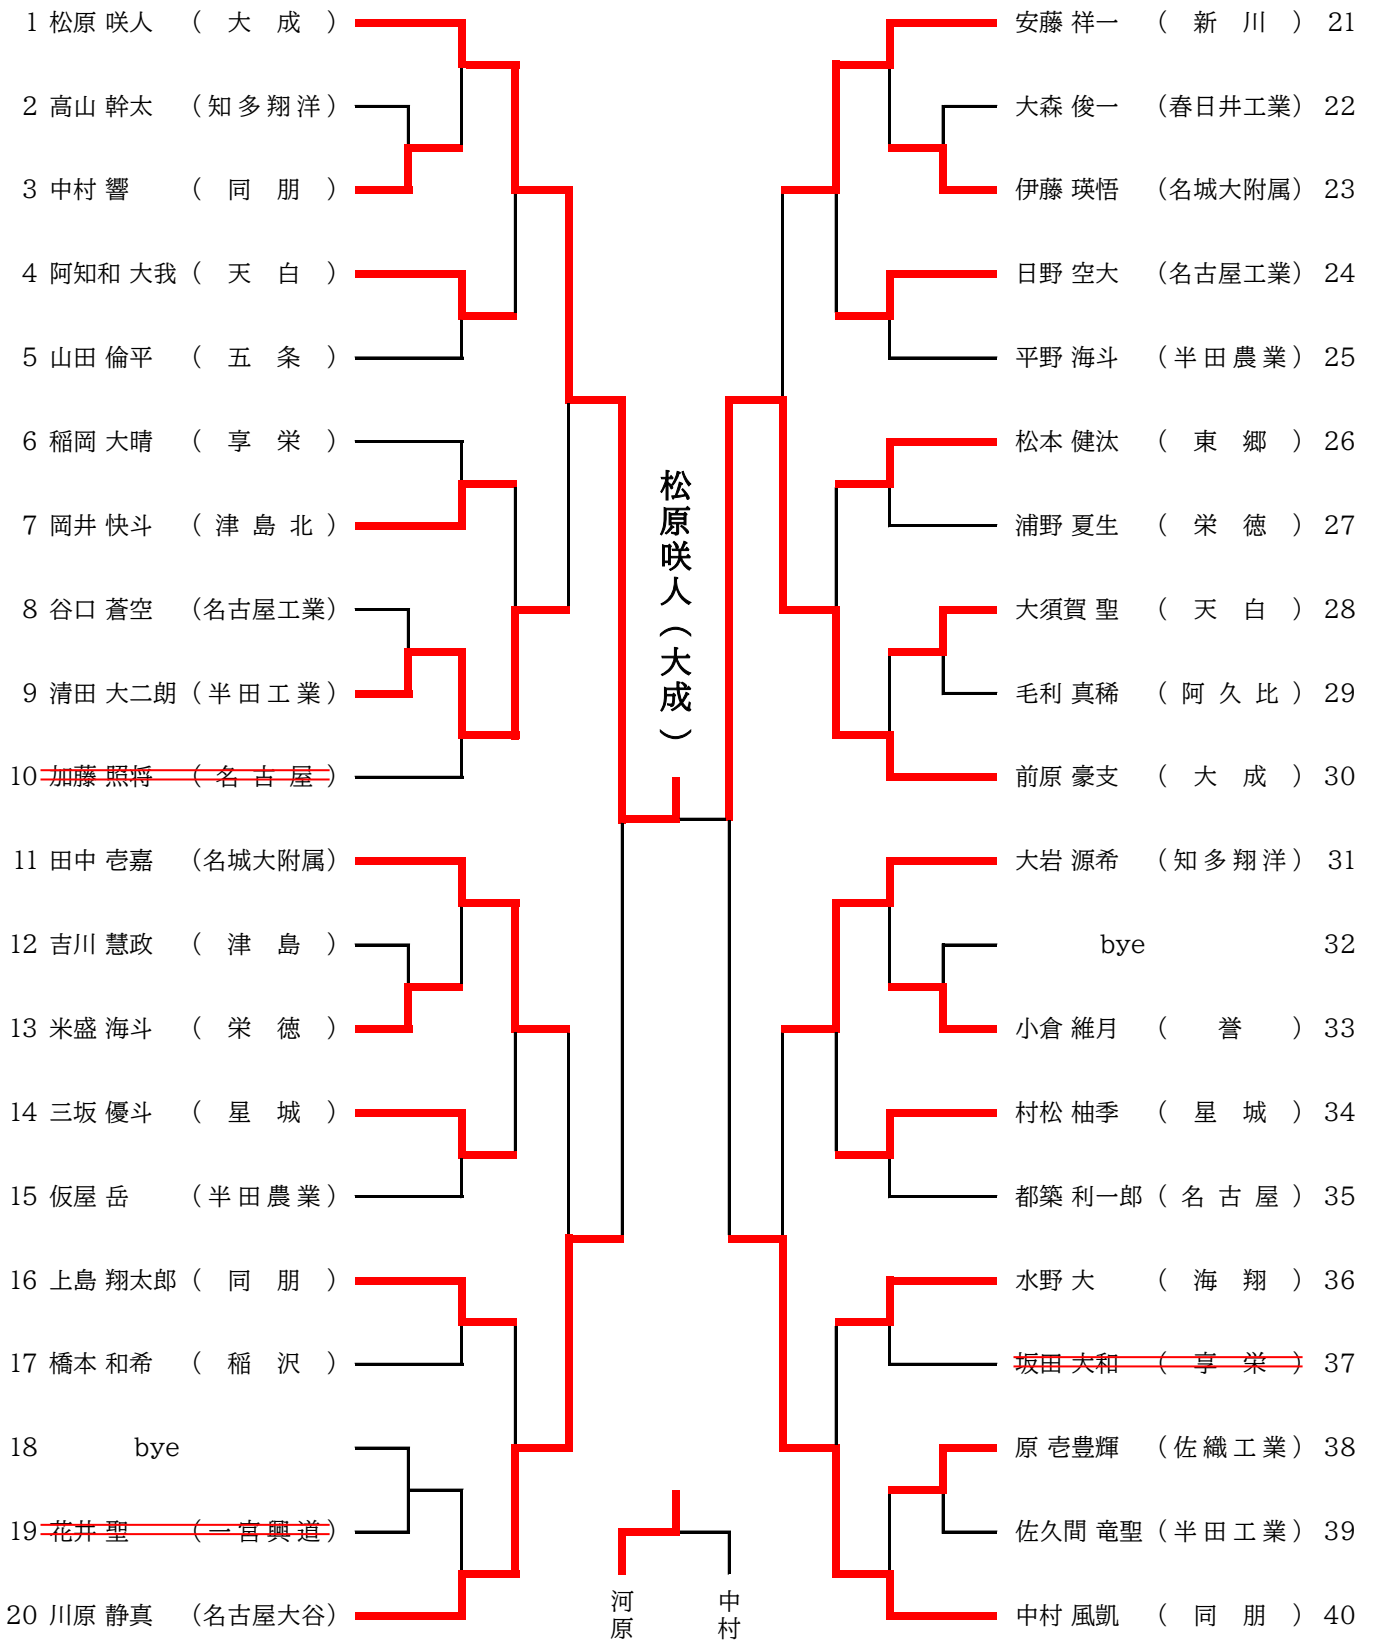 1 松原 咲人 （ 大 成 ）
2 高山 幹太 （知多翔洋）
3 中村 響 （ 同 朋 ）
4 阿知和 大我 （ 天 白 ）
5 山田 倫平 （ 五 条 ）
6 稲岡 大晴 （ 享 栄 ）
7 岡井 快斗 （ 津 島 北 ）
8 谷口 蒼空 （名古屋工業）
9 清田 大二朗 （半田工業）
10 加藤 照将 （ 名 古 屋 ）
11 田中 壱嘉 （名城大附属）
12 吉川 慧政 （ 津 島 ）
13 米盛 海斗 （ 栄 徳 ）
14 三坂 優斗 （ 星 城 ）
15 仮屋 岳 （半田農業）
16 上島 翔太郎 （ 同 朋 ）
17 橋本 和希 （ 稲 沢 ）
18 bye
19 花井 聖 （一宮興道）
20 川原 静真 （名古屋大谷）
松原咲人（大成）
河原
中村
安藤 祥一 （ 新 川 ） 21
大森 俊一 （春日井工業） 22
伊藤 瑛悟 （名城大附属） 23
日野 空大 （名古屋工業） 24
平野 海斗 （半田農業） 25
松本 健汰 （ 東 郷 ） 26
浦野 夏生 （ 栄 徳 ） 27
大須賀 聖 （ 天 白 ） 28
毛利 真稀 （ 阿 久 比 ） 29
前原 豪支 （ 大 成 ） 30
大岩 源希 （知多翔洋） 31
bye 32
小倉 維月 （ 誉 ） 33
村松 柚季 （ 星 城 ） 34
都築 利一郎 （ 名 古 屋 ） 35
水野 大 （ 海 翔 ） 36
坂田 大和 （ 享 栄 ） 37
原 壱豊輝 （佐織工業） 38
佐久間 竜聖 （半田工業） 39
中村 風凱 （ 同 朋 ） 40